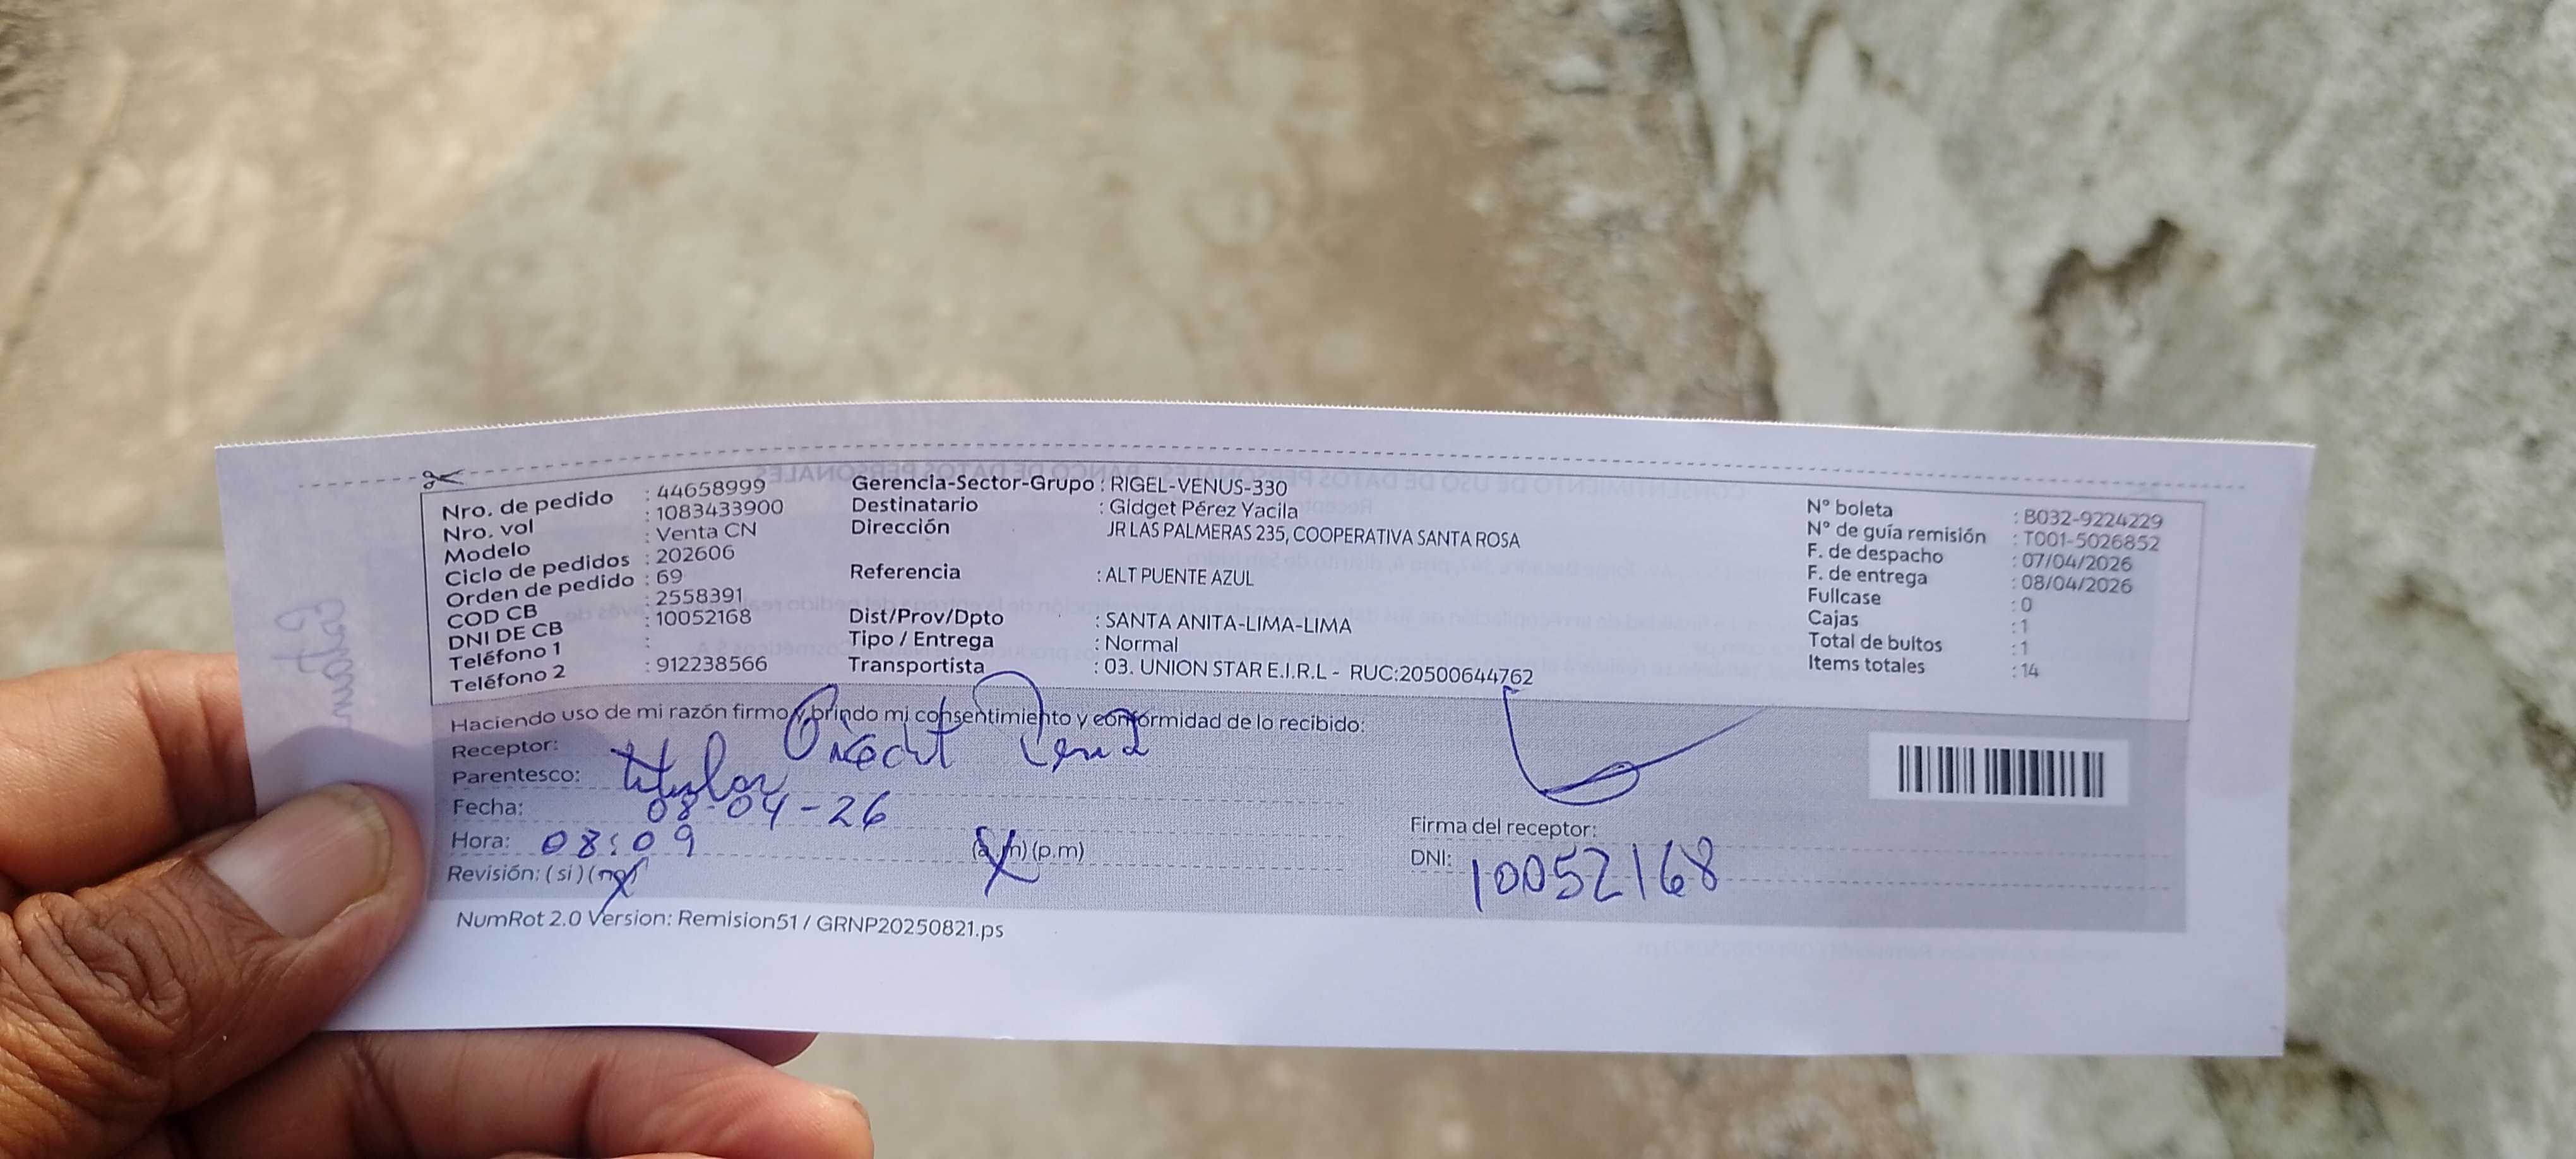 Nro. de pedido : 44658999
Nro. vol : 1083433900
Modelo : Venta CN
Ciclo de pedidos : 202606
Orden de pedido : 69
COD CB : 2558391
DNI DE CB : 10052168
Teléfono 1 :
Teléfono 2 : 912238566
Gerencia-Sector-Grupo : RIGEL-VENUS-330
Destinatario : Gidget Pérez Yacila
Dirección JR LAS PALMERAS 235, COOPERATIVA SANTA ROSA
Referencia : ALT PUENTE AZUL
Dist/Prov/Dpto : SANTA ANITA-LIMA-LIMA
Tipo / Entrega : Normal
Transportista : 03. UNION STAR E.I.R.L - RUC:20500644762
N° boleta : B032-9224229
N° de guía remisión : T001-5026852
F. de despacho : 07/04/2026
F. de entrega : 08/04/2026
Fullcase : 0
Cajas : 1
Total de bultos : 1
Items totales : 14
Haciendo uso de mi razón firmo y brindo mi consentimiento y conformidad de lo recibido:
Receptor:
Parentesco: titular
Fecha: 08-04-26
Hora: 08:09 (a.m) (p.m)
Revisión: (si) (no)
Firma del receptor:
DNI: 10052168
NumRot 2.0 Version: Remision51 / GRNP20250821.ps